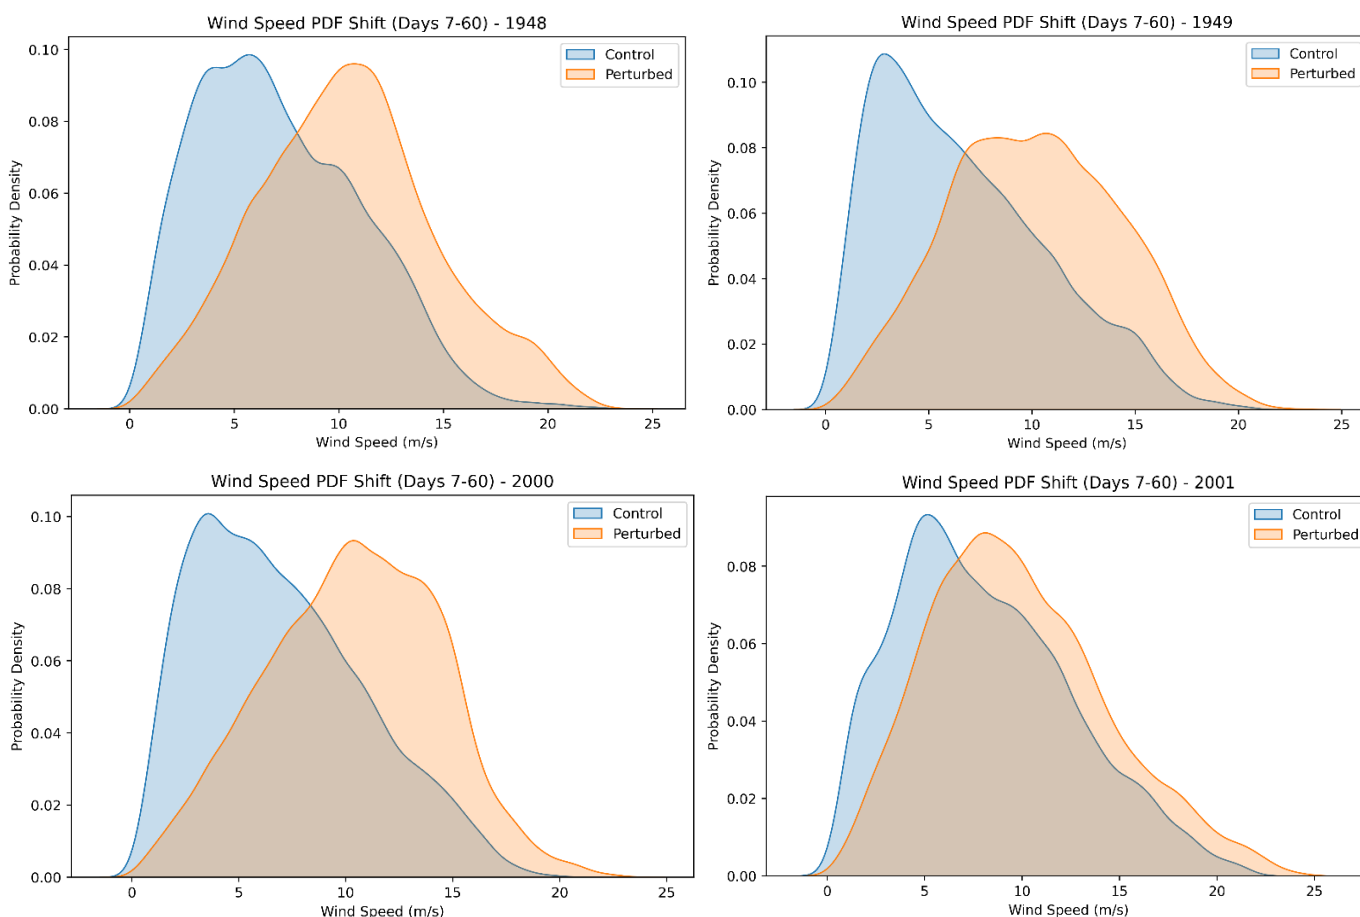 Wind Speed PDF Shift (Days 7-60) - 1948
Control
Perturbed
Probability Density
0.10
0.08
0.06
0.04
0.02
0.00
0 5 10 15 20 25
Wind Speed (m/s)
Wind Speed PDF Shift (Days 7-60) - 1949
Control
Perturbed
Probability Density
0.10
0.08
0.06
0.04
0.02
0.00
0 5 10 15 20 25
Wind Speed (m/s)
Wind Speed PDF Shift (Days 7-60) - 2000
Control
Perturbed
Probability Density
0.10
0.08
0.06
0.04
0.02
0.00
0 5 10 15 20 25
Wind Speed (m/s)
Wind Speed PDF Shift (Days 7-60) - 2001
Control
Perturbed
Probability Density
0.08
0.06
0.04
0.02
0.00
0 5 10 15 20 25
Wind Speed (m/s)